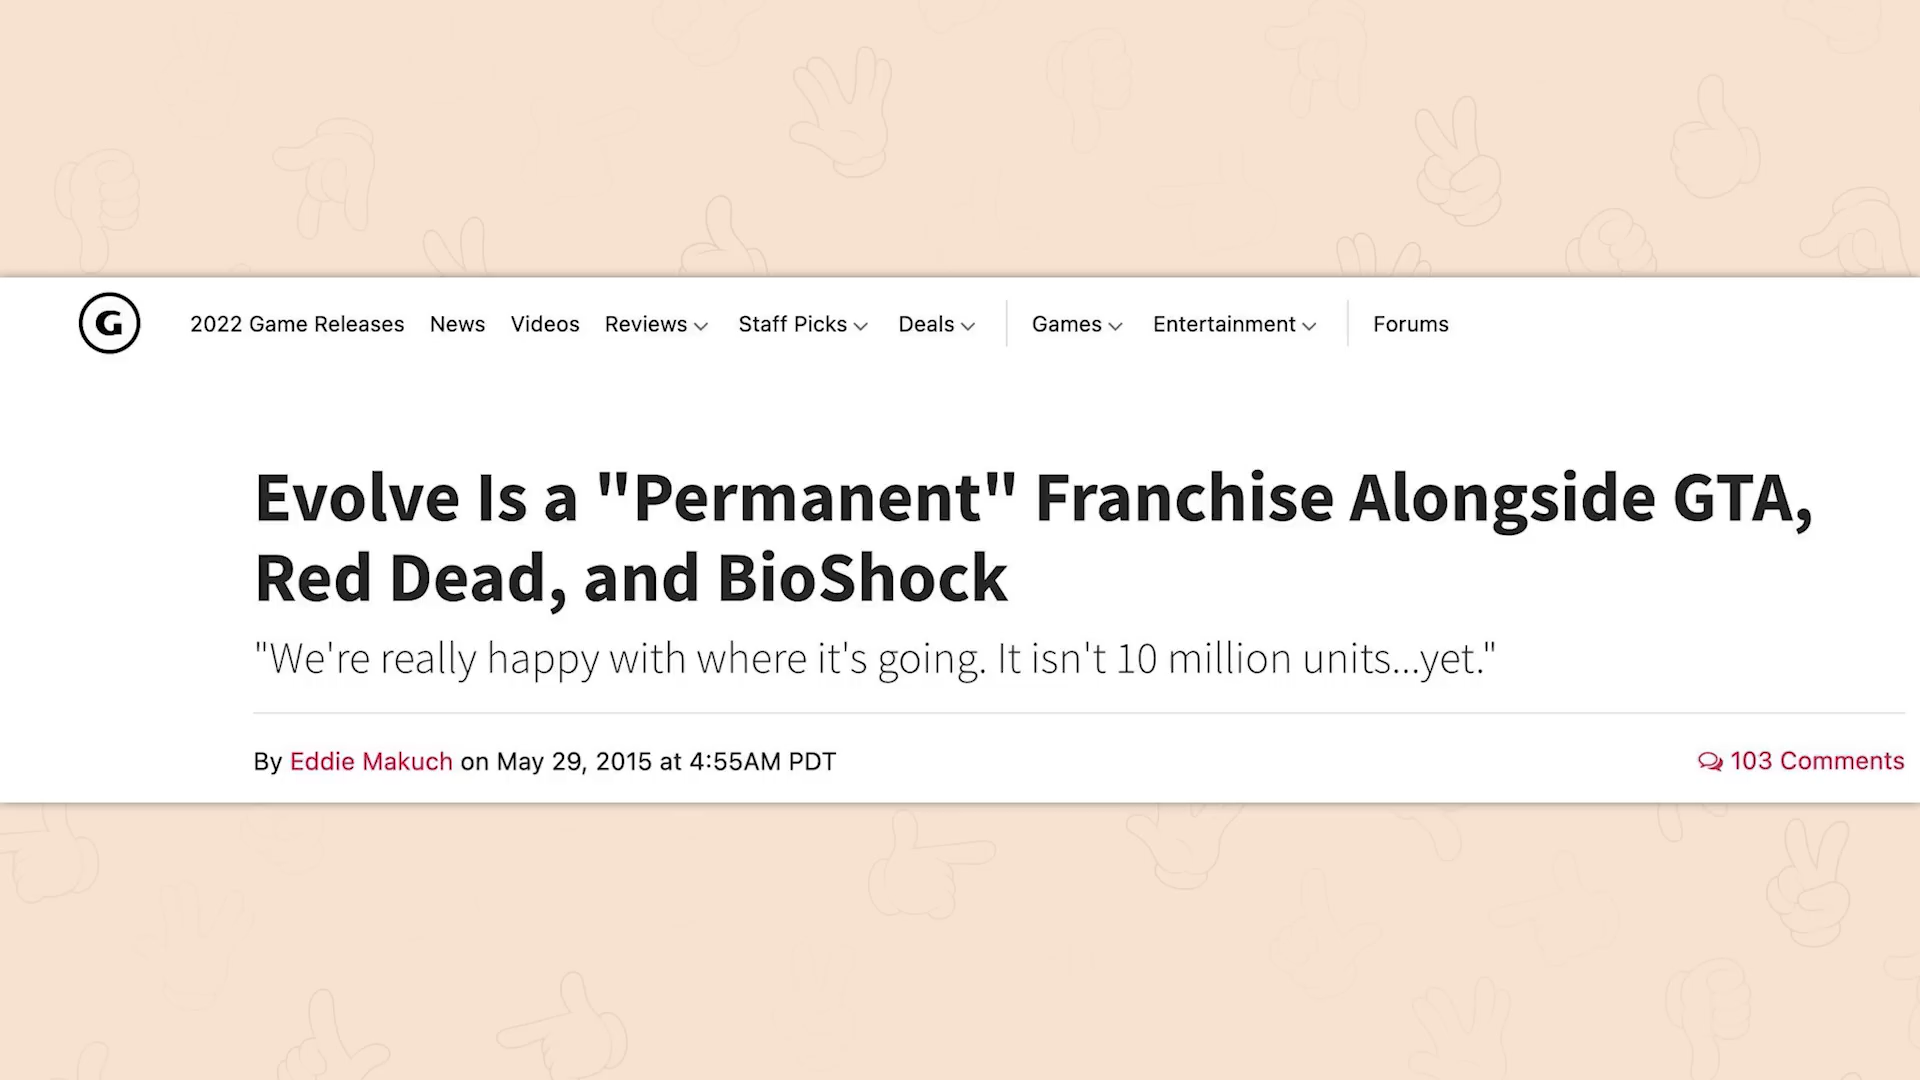 G 2022 Game Releases News Videos Reviews Staff Picks Deals Games Entertainment Forums
Evolve Is a "Permanent" Franchise Alongside GTA,
Red Dead, and BioShock
"We're really happy with where it's going. It isn't 10 million units...yet."
By Eddie Makuch on May 29, 2015 at 4:55AM PDT 103 Comments